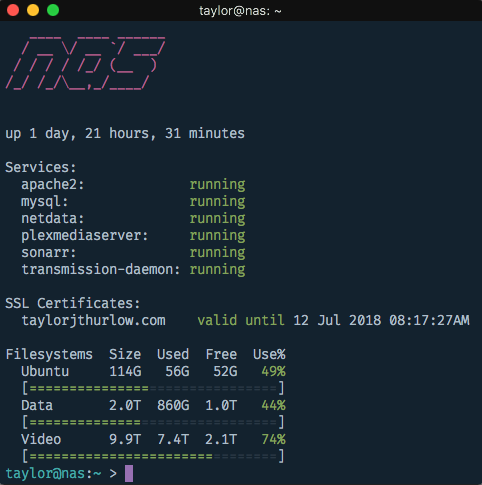 taylor@nas: ~
nas
up 1 day, 21 hours, 31 minutes
Services:
apache2: running
mysql: running
netdata: running
plexmediaserver: running
sonarr: running
transmission-daemon: running
SSL Certificates:
taylorjthurlow.com valid until 12 Jul 2018 08:17:27AM
Filesystems Size Used Free Use%
Ubuntu 114G 56G 52G 49%
[===============]
Data 2.0T 860G 1.0T 44%
[==============]
Video 9.9T 7.4T 2.1T 74%
[=======================]
taylor@nas:~ >